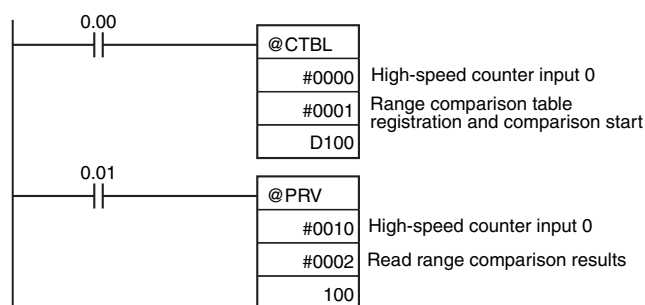 0.00
@CTBL
#0000 High-speed counter input 0
#0001 Range comparison table
registration and comparison start
D100
0.01
@PRV
#0010 High-speed counter input 0
#0002 Read range comparison results
100